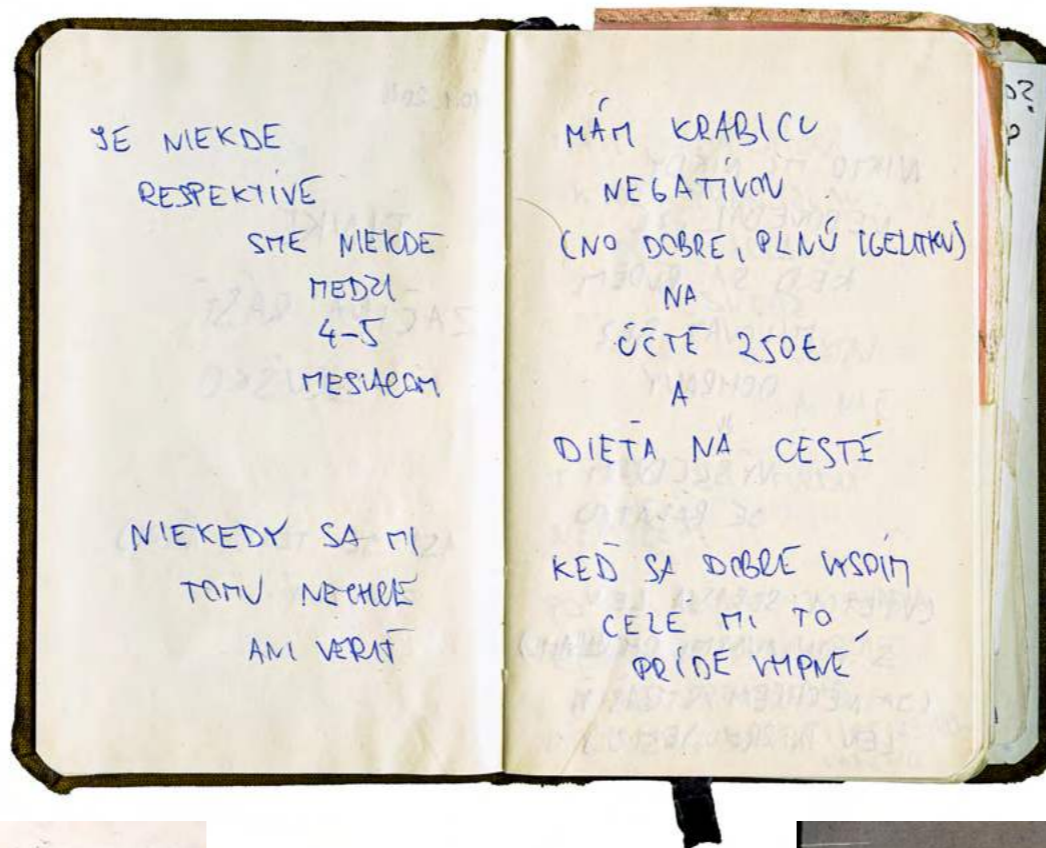 JE NIEKDE
RESPEKTÍVE
SME NIEKDE
MEDZI
4-5
MESIACOM
NIEKEDY SA MI
TOMU NECHCE
ANI VERIŤ
MÁM KRABICU
NEGATÍVOV
(NO DOBRE, PLNÚ IGELITKU)
NA
ÚČTE 250€
A
DIEŤA NA CESTE
KEĎ SA DOBRE VYSPÍM
CELÉ MI TO
PRÍDE VTIPNÉ